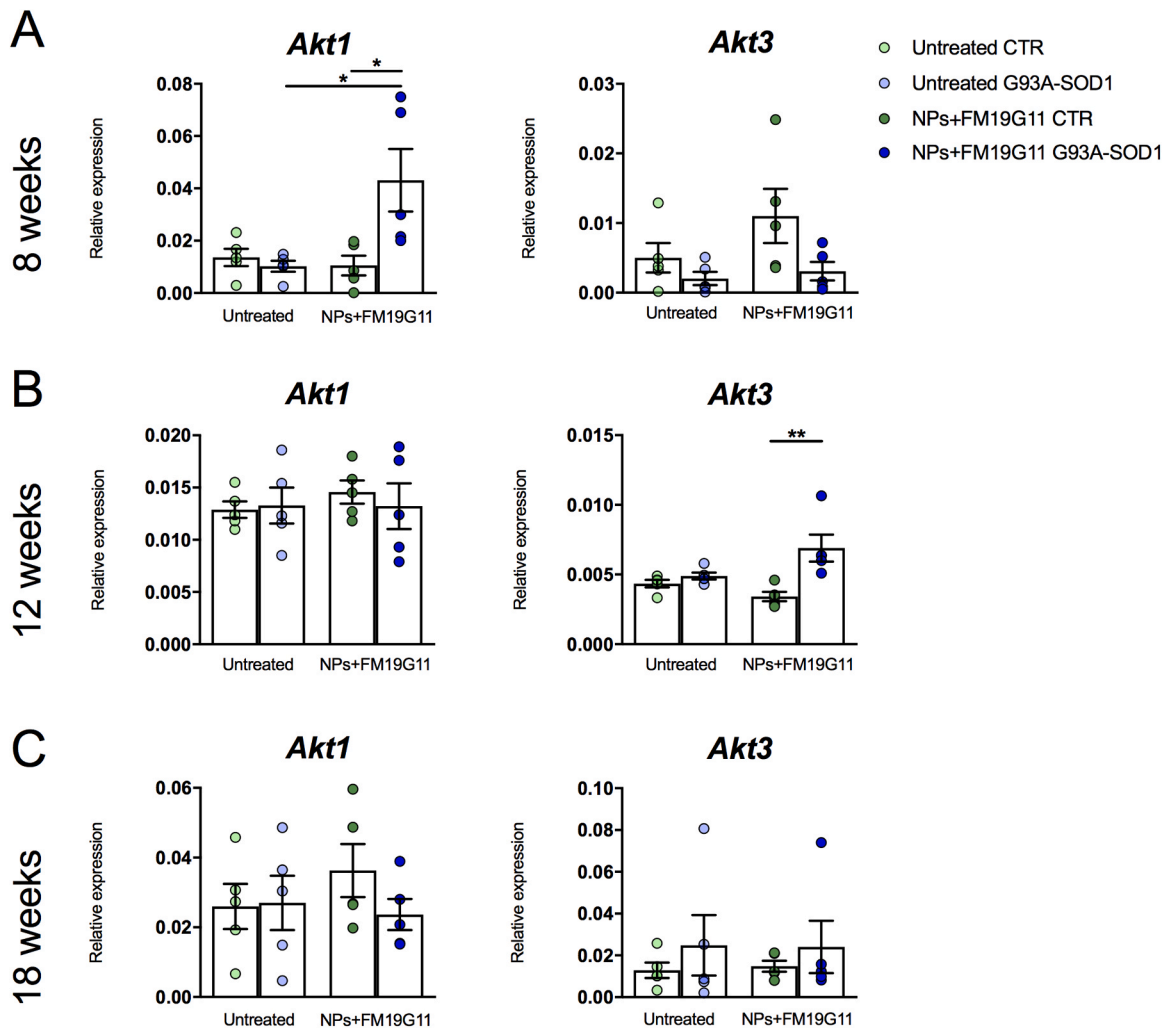 A
Akt1
Akt3
Untreated CTR
Untreated G93A-SOD1
NPs+FM19G11 CTR
NPs+FM19G11 G93A-SOD1
8 weeks
Relative expression
0.08
0.06
0.04
0.02
0.00
*
*
Untreated
NPs+FM19G11
Relative expression
0.03
0.02
0.01
0.00
Untreated
NPs+FM19G11
B
Akt1
Akt3
12 weeks
Relative expression
0.020
0.015
0.010
0.005
0.000
Untreated
NPs+FM19G11
Relative expression
0.015
0.010
0.005
0.000
**
Untreated
NPs+FM19G11
C
Akt1
Akt3
18 weeks
Relative expression
0.06
0.04
0.02
0.00
Untreated
NPs+FM19G11
Relative expression
0.10
0.08
0.06
0.04
0.02
0.00
Untreated
NPs+FM19G11